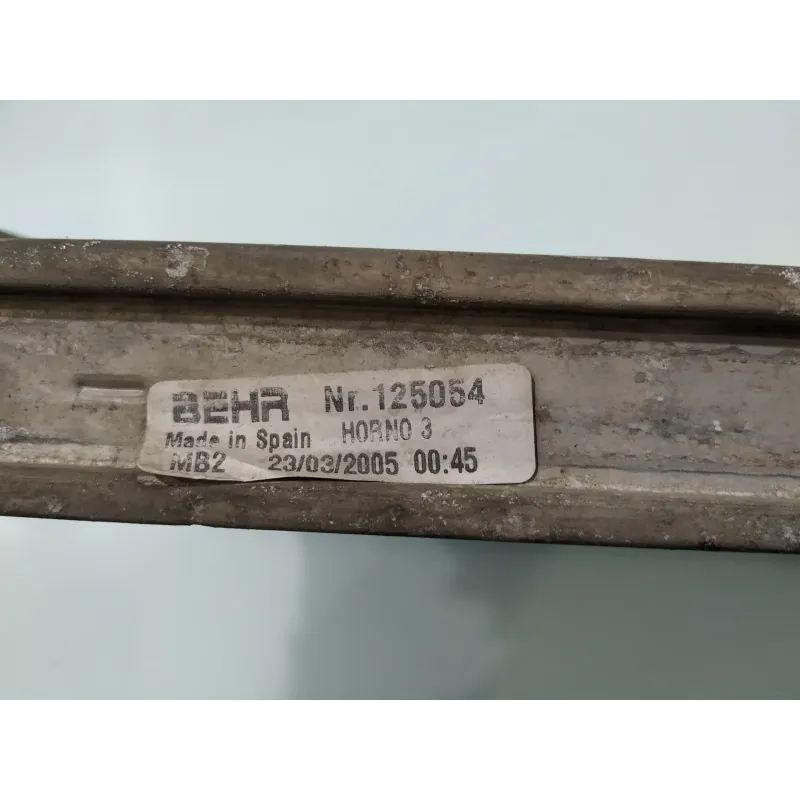 BEHR Nr.125054
Made in Spain HORNO 3
MB2 23/03/2005 00:45